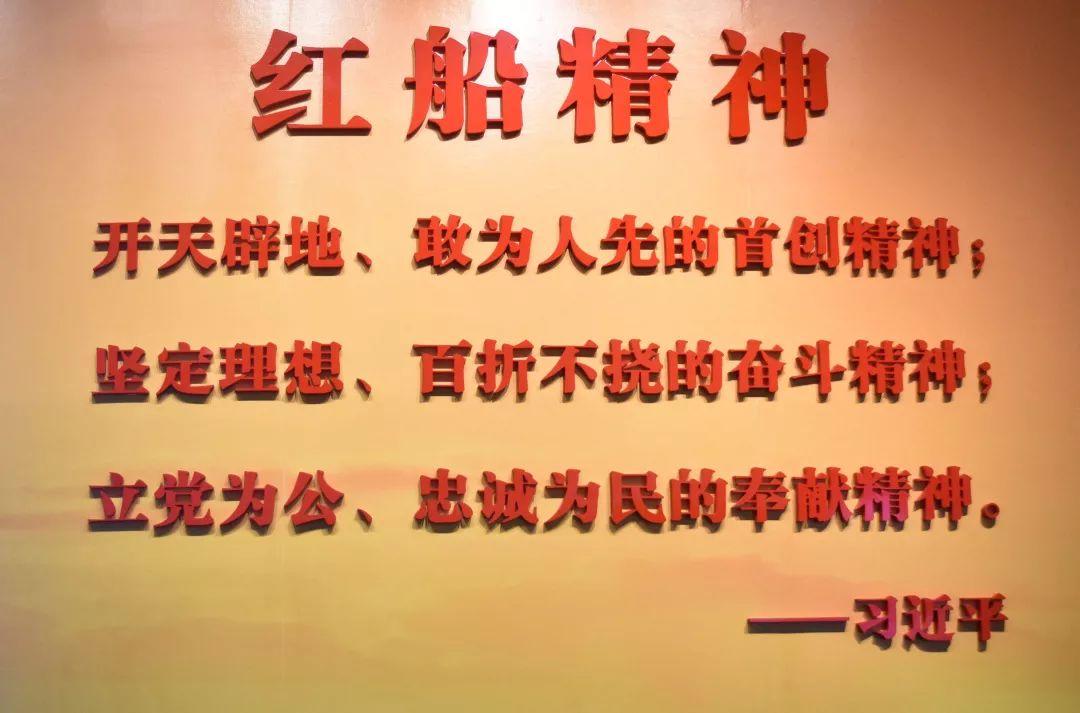 红船精神
开天辟地、敢为人先的首创精神；
坚定理想、百折不挠的奋斗精神；
立党为公、忠诚为民的奉献精神。
——习近平